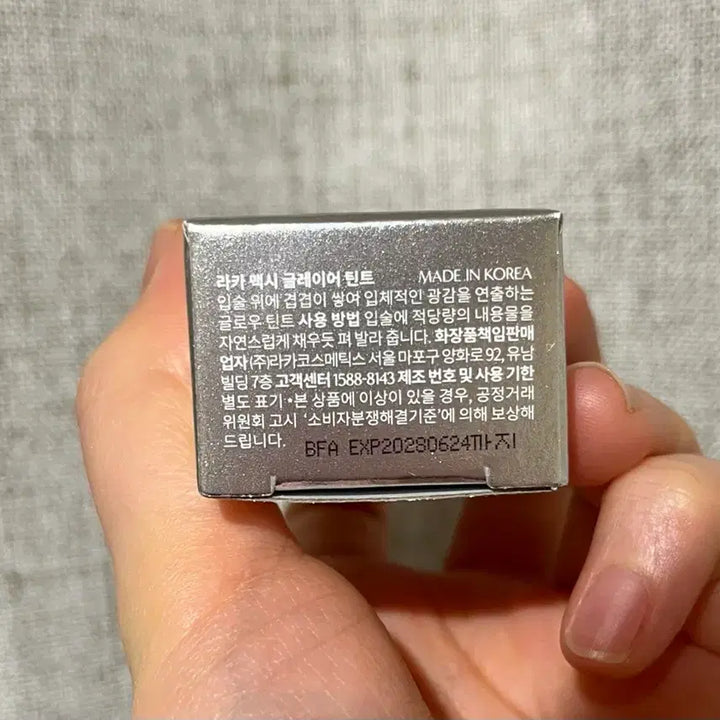 라카 멕시 글레이어 틴트 MADE IN KOREA
입술 위에 겹겹이 쌓여 입체적인 광감을 연출하는
글로우 틴트 사용 방법 입술에 적당량의 내용물을
자연스럽게 채우듯 펴 발라 줍니다. 화장품책임판매
업자 (주)라카코스메틱스 서울 마포구 양화로 92, 유남
빌딩 7층 고객센터 1588-8143 제조 번호 및 사용 기한
별도 표기 • 본 상품에 이상이 있을 경우, 공정거래
위원회 고시 ‘소비자분쟁해결기준’에 의해 보상해
드립니다.
BFA EXP20280624까지